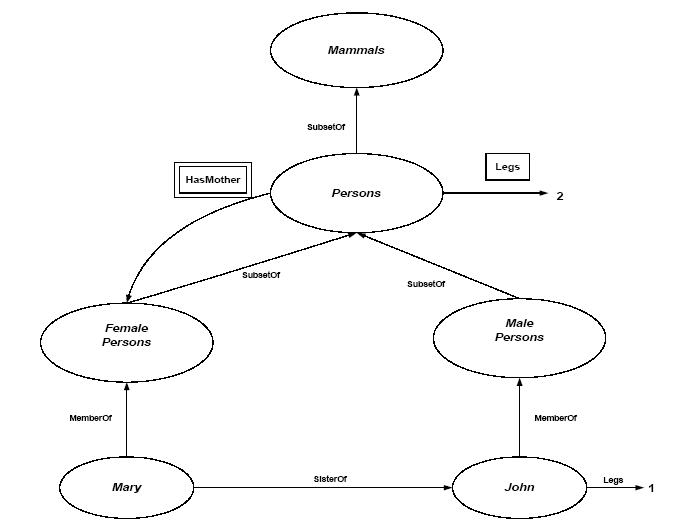 Mammals
SubsetOf
HasMother
Legs
Persons
2
SubsetOf
SubsetOf
Female
Persons
Male
Persons
MemberOf
MemberOf
Mary
SisterOf
John
Legs
1